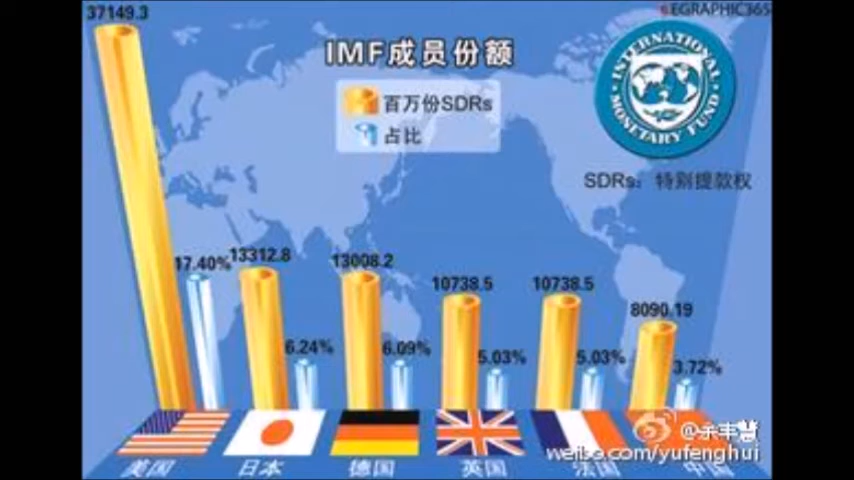 37149.3
EGRAPHIC365
IMF成员份额
INTERNATIONAL MONETARY FUND
百万份SDRs
占比
SDRs: 特别提款权
17.40%
13312.8
13008.2
10738.5
10738.5
8090.19
6.24%
6.09%
5.03%
5.03%
3.72%
美国
日本
德国
英国
法国
中国
@余丰慧
weibo.com/yufenghui